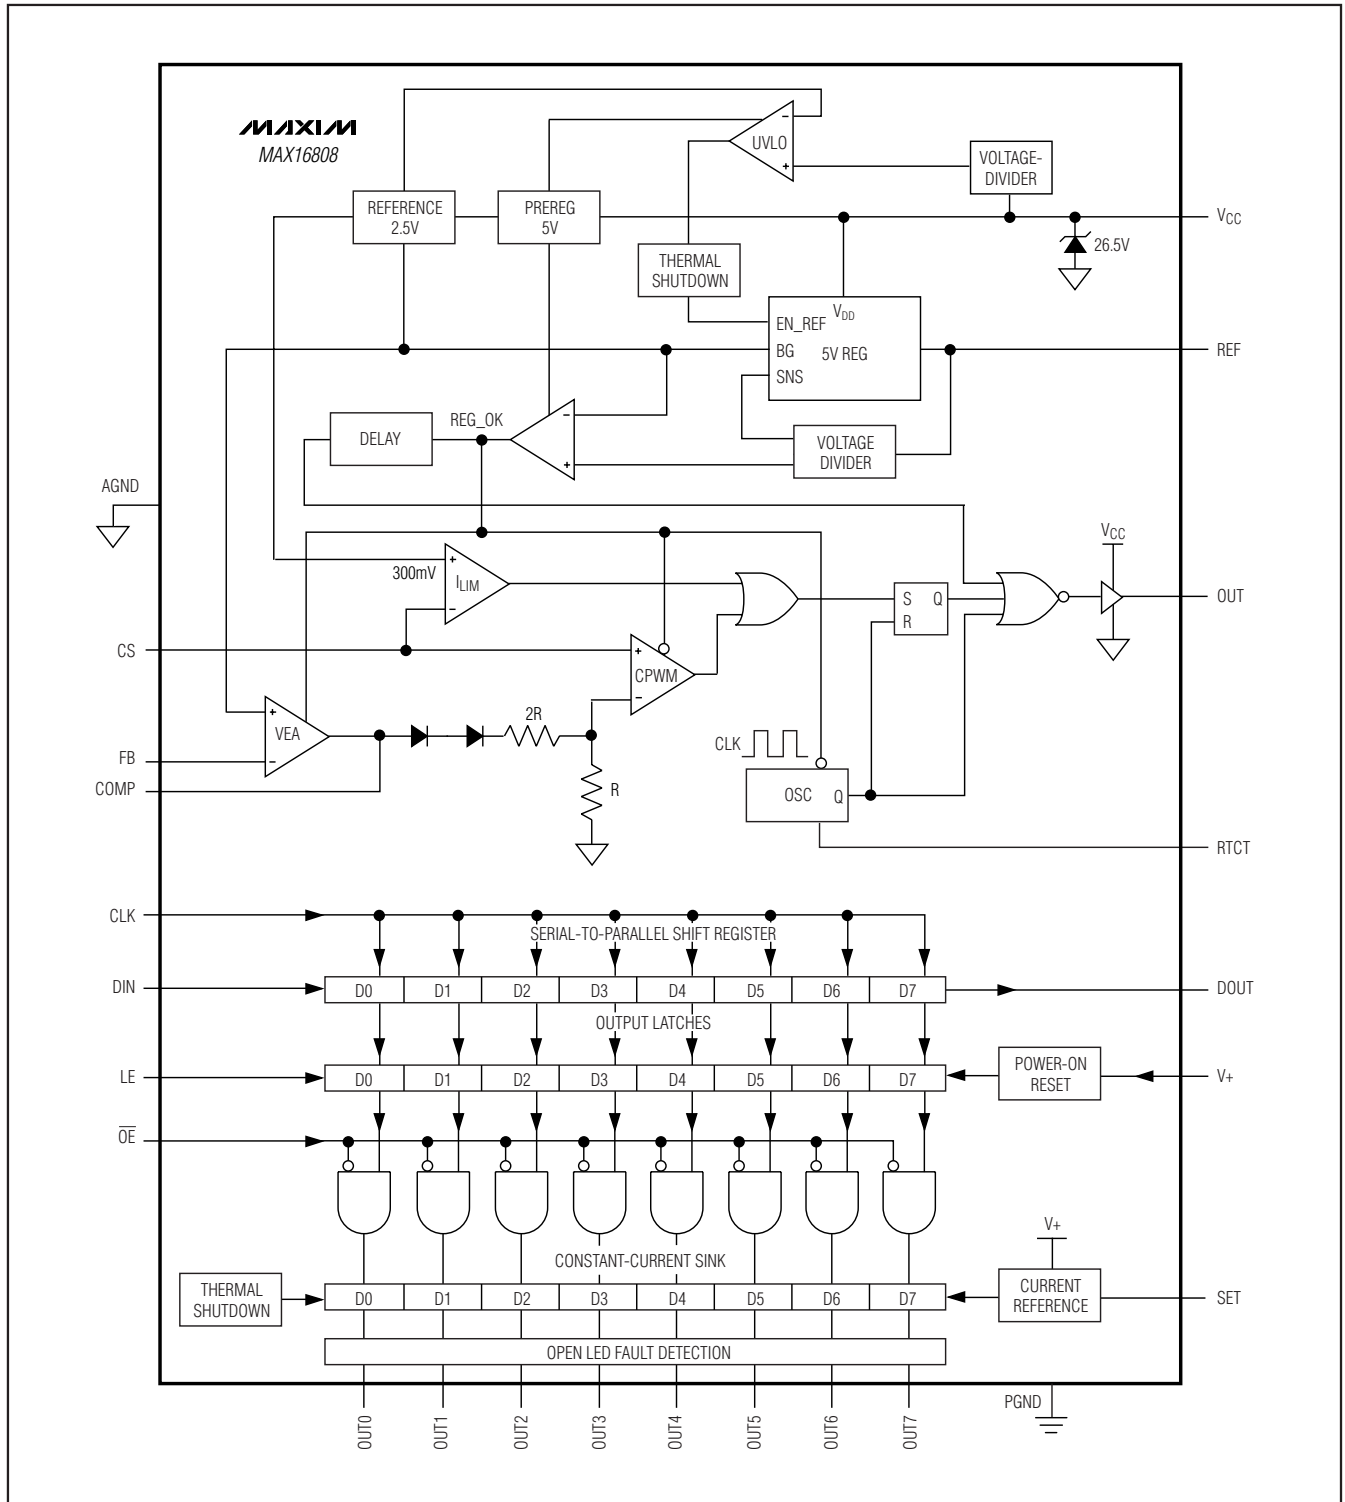 MAXIM
MAX16808
UVLO
VOLTAGE-
DIVIDER
REFERENCE
2.5V
PREREG
5V
VCC
26.5V
THERMAL
SHUTDOWN
VDD
EN_REF
BG
5V REG
SNS
REF
REG_OK
DELAY
VOLTAGE
DIVIDER
AGND
VCC
300mV
+
-
ILIM
S
Q
R
OUT
CS
+
-
CPWM
2R
+
-
VEA
CLK
FB
COMP
R
OSC
Q
RTCT
CLK
SERIAL-TO-PARALLEL SHIFT REGISTER
DIN
D0 D1 D2 D3 D4 D5 D6 D7
DOUT
OUTPUT LATCHES
LE
D0 D1 D2 D3 D4 D5 D6 D7
POWER-ON
RESET
V+
OE
V+
CONSTANT-CURRENT SINK
THERMAL
SHUTDOWN
D0 D1 D2 D3 D4 D5 D6 D7
CURRENT
REFERENCE
SET
OPEN LED FAULT DETECTION
PGND
OUT0
OUT1
OUT2
OUT3
OUT4
OUT5
OUT6
OUT7